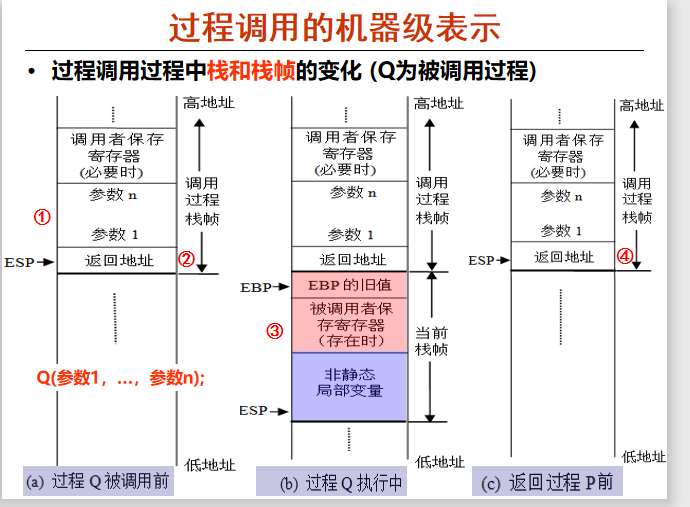 过程调用的机器级表示
• 过程调用过程中栈和栈帧的变化 (Q为被调用过程)
高地址
调用者保存
寄存器
(必要时)
参数 n
①
参数 1
ESP
返回地址
②
调用
过程
栈帧
Q(参数1，…，参数n);
低地址
(a) 过程 Q 被调用前
高地址
调用者保存
寄存器
(必要时)
参数 n
参数 1
返回地址
调用
过程
栈帧
EBP
EBP 的旧值
③
被调用者保
存寄存器
（存在时）
当前
栈帧
非静态
局部变量
ESP
低地址
(b) 过程 Q 执行中
高地址
调用者保存
寄存器
(必要时)
参数 n
参数 1
ESP
返回地址
④
调用
过程
栈帧
低地址
(c) 返回过程 P 前